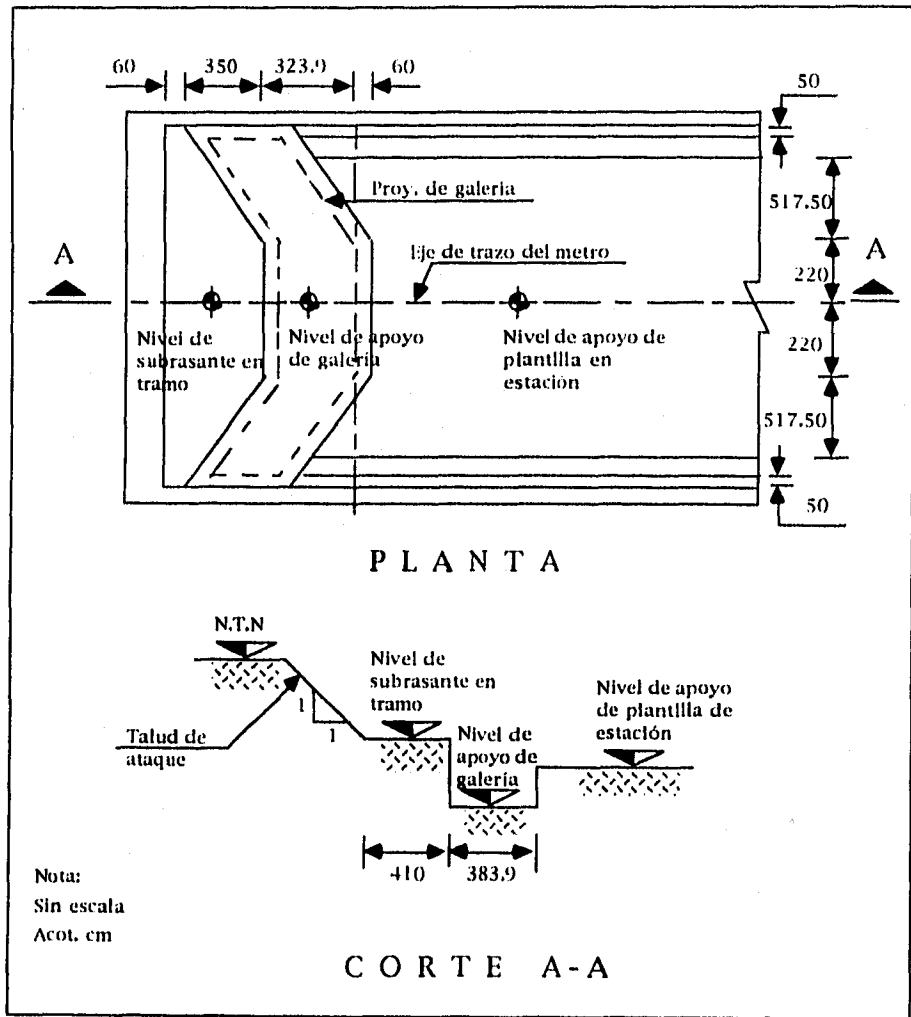 60 350 323.9 60
50
Proy. de galería
517.50
A
Eje de trazo del metro
A
220
Nivel de
subrasante en
tramo
Nivel de apoyo
de galería
Nivel de apoyo de
plantilla en
estación
220
517.50
50
PLANTA
N.T.N
Nivel de
subrasante en
tramo
Nivel de apoyo
de plantilla de
estación
1
1
Talud de
ataque
Nivel de
apoyo de
galería
410 383.9
Nota:
Sin escala
Acot. cm
CORTE A-A